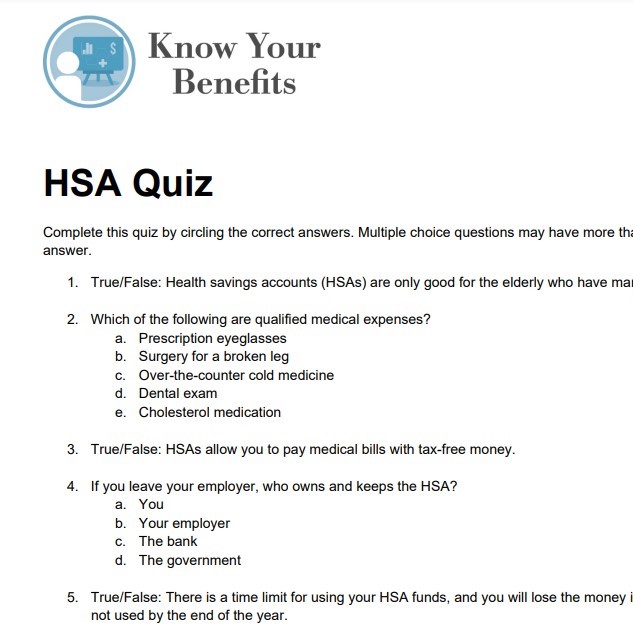 Know Your
Benefits
HSA Quiz
Complete this quiz by circling the correct answers. Multiple choice questions may have more
answer.
1. True/False: Health savings accounts (HSAs) are only good for the elderly who have
2. Which of the following are qualified medical expenses?
a. Prescription eyeglasses
b. Surgery for a broken leg
c. Over-the-counter cold medicine
d. Dental exam
e. Cholesterol medication
3. True/False: HSAs allow you to pay medical bills with tax-free money.
4. If you leave your employer, who owns and keeps the HSA?
a. You
b. Your employer
c. The bank
d. The government
5. True/False: There is a time limit for using your HSA funds, and you will lose the money
not used by the end of the year.